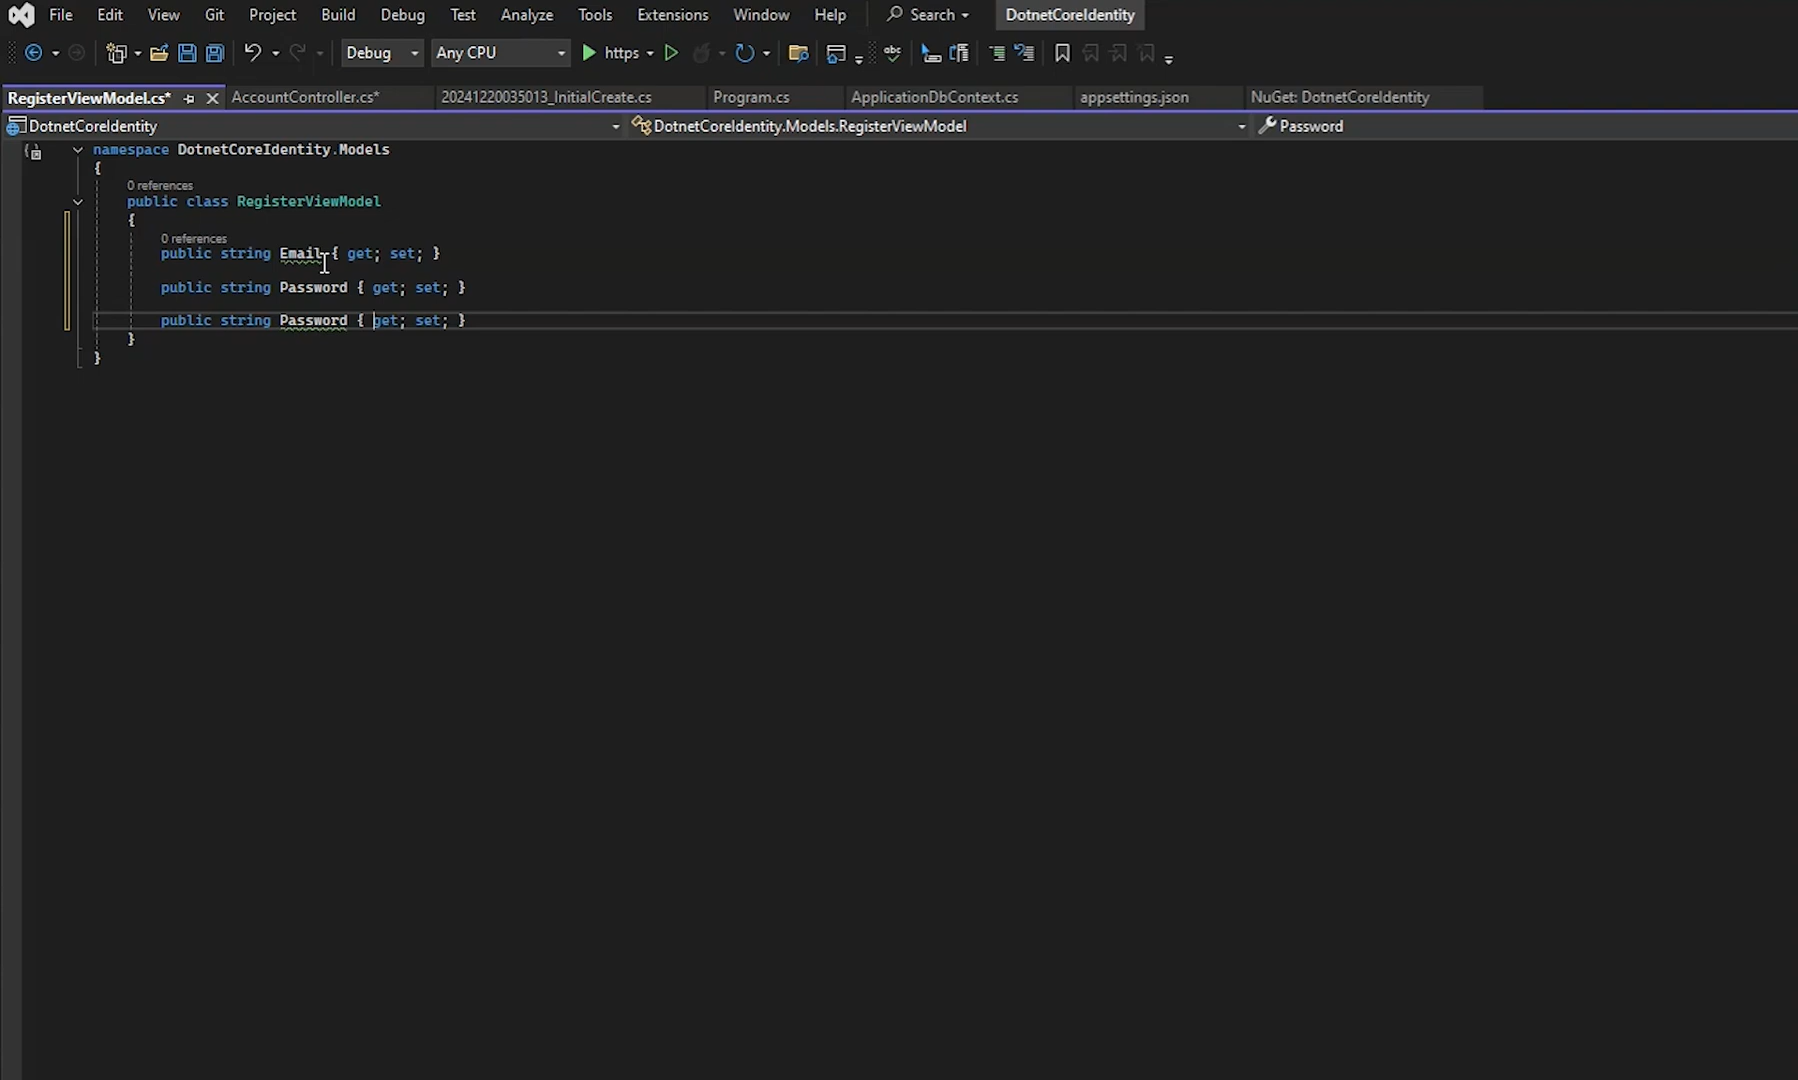 File Edit View Git Project Build Debug Test Analyze Tools Extensions Window Help Search DotnetCoreIdentity
Debug Any CPU https abc
RegisterViewModel.cs* AccountController.cs* 20241220035013_InitialCreate.cs Program.cs ApplicationDbContext.cs appsettings.json NuGet: DotnetCoreIdentity
DotnetCoreIdentity DotnetCoreIdentity.Models.RegisterViewModel Password
namespace DotnetCoreIdentity.Models
{
0 references
public class RegisterViewModel
{
0 references
public string Email { get; set; }
public string Password { get; set; }
public string Password { get; set; }
}
}